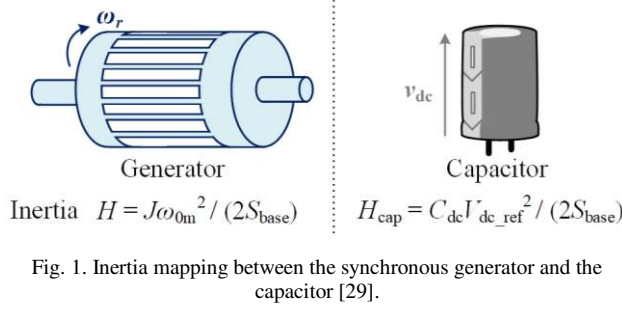 ωr
vdc
Generator
Capacitor
Inertia H = Jω0m² / (2Sbase)
Hcap = CdcVdc_ref² / (2Sbase)
Fig. 1. Inertia mapping between the synchronous generator and the
capacitor [29].